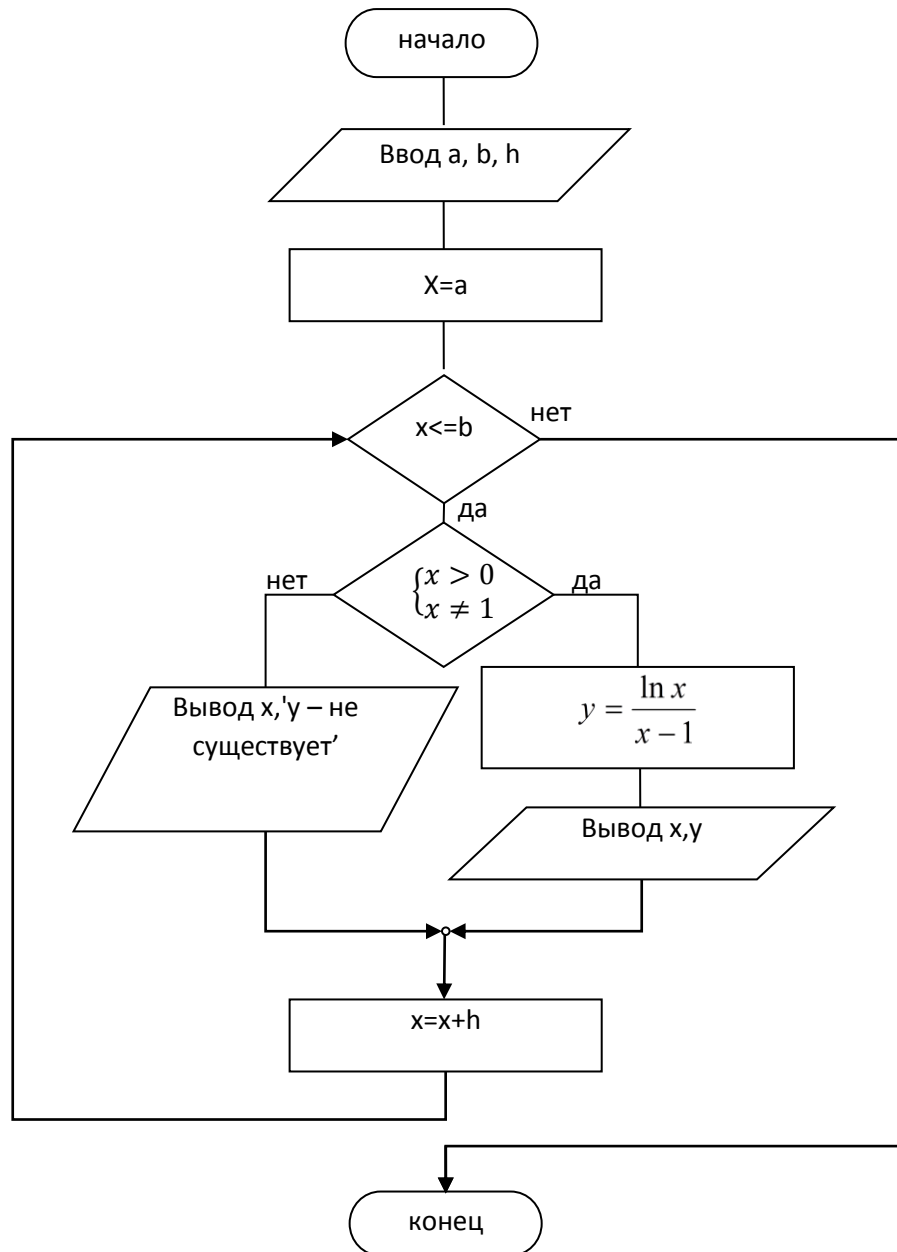 начало
Ввод a, b, h
X=a
x<=b
нет
да
нет
{x > 0
x ≠ 1
да
Вывод x,'y – не
существует’
y = ln x / x − 1
Вывод x,y
x=x+h
конец